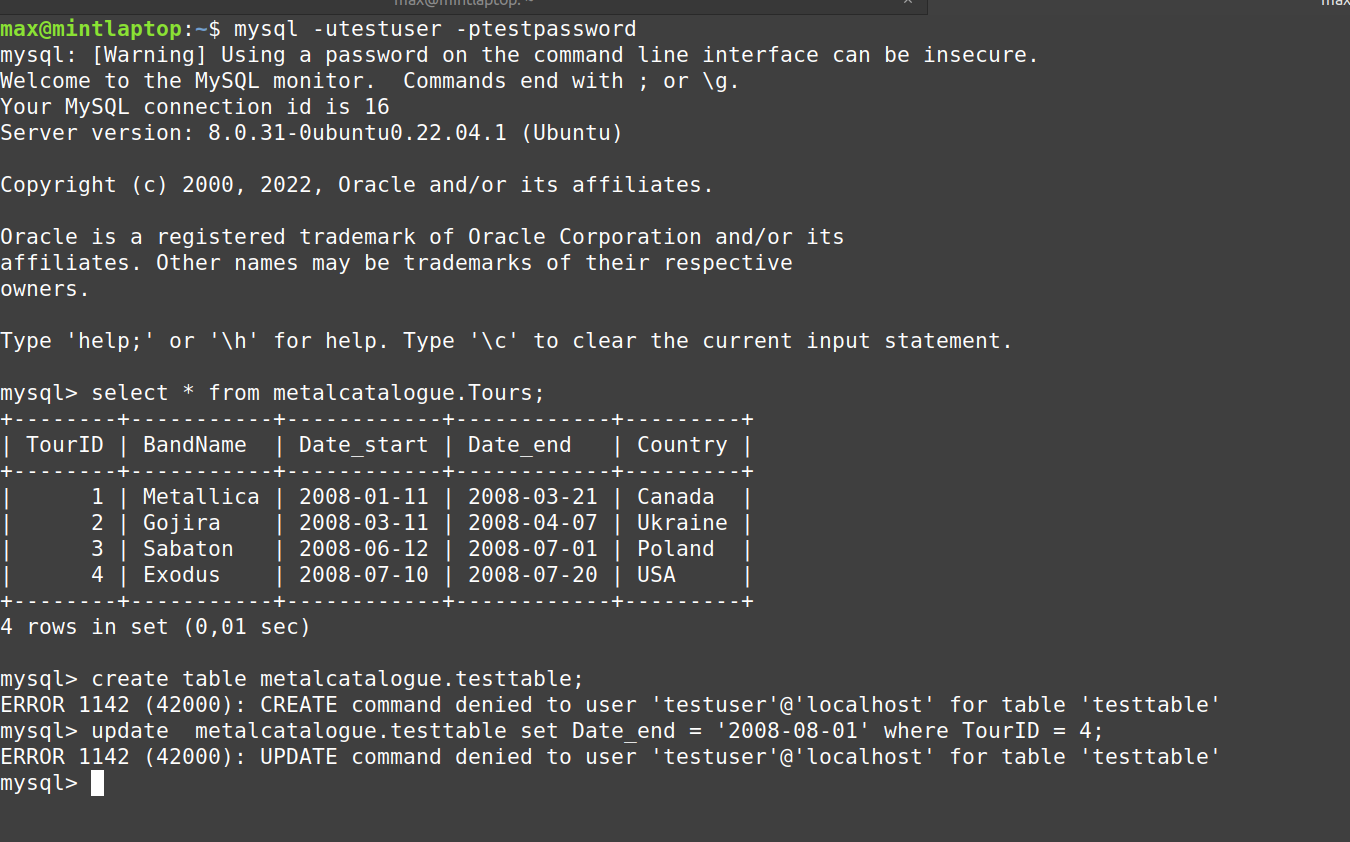 max@mintlaptop: ~ × max
max@mintlaptop:~$ mysql -utestuser -ptestpassword
mysql: [Warning] Using a password on the command line interface can be insecure.
Welcome to the MySQL monitor.  Commands end with ; or \g.
Your MySQL connection id is 16
Server version: 8.0.31-0ubuntu0.22.04.1 (Ubuntu)

Copyright (c) 2000, 2022, Oracle and/or its affiliates.

Oracle is a registered trademark of Oracle Corporation and/or its
affiliates. Other names may be trademarks of their respective
owners.

Type 'help;' or '\h' for help. Type '\c' to clear the current input statement.

mysql> select * from metalcatalogue.Tours;
+--------+-----------+------------+------------+---------+
| TourID | BandName  | Date_start | Date_end   | Country |
+--------+-----------+------------+------------+---------+
|      1 | Metallica | 2008-01-11 | 2008-03-21 | Canada  |
|      2 | Gojira    | 2008-03-11 | 2008-04-07 | Ukraine |
|      3 | Sabaton   | 2008-06-12 | 2008-07-01 | Poland  |
|      4 | Exodus    | 2008-07-10 | 2008-07-20 | USA     |
+--------+-----------+------------+------------+---------+
4 rows in set (0,01 sec)

mysql> create table metalcatalogue.testtable;
ERROR 1142 (42000): CREATE command denied to user 'testuser'@'localhost' for table 'testtable'
mysql> update  metalcatalogue.testtable set Date_end = '2008-08-01' where TourID = 4;
ERROR 1142 (42000): UPDATE command denied to user 'testuser'@'localhost' for table 'testtable'
mysql>